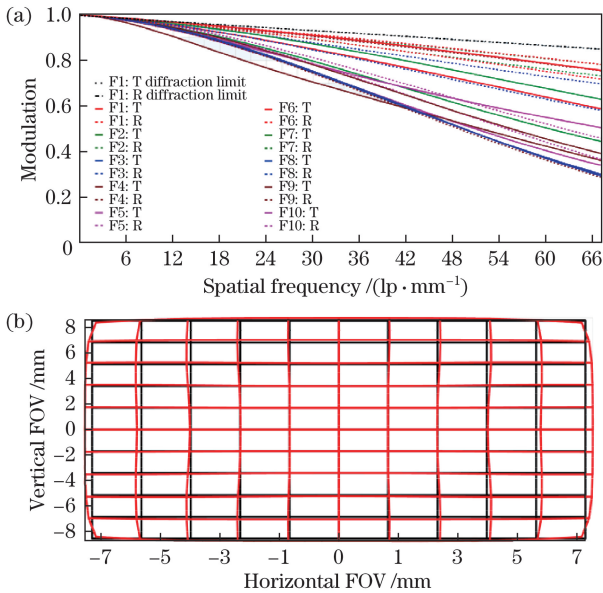 (a)
1.0
0.8
0.6
0.4
0.2
0
Modulation
F1: T diffraction limit
F1: R diffraction limit
F1: T
F1: R
F2: T
F2: R
F3: T
F3: R
F4: T
F4: R
F5: T
F5: R
F6: T
F6: R
F7: T
F7: R
F8: T
F8: R
F9: T
F9: R
F10: T
F10: R
6 12 18 24 30 36 42 48 54 60 66
Spatial frequency /(lp·mm⁻¹)
(b)
8
6
4
2
0
−2
−4
−6
−8
Vertical FOV /mm
−7 −5 −3 −1 0 1 3 5 7
Horizontal FOV /mm